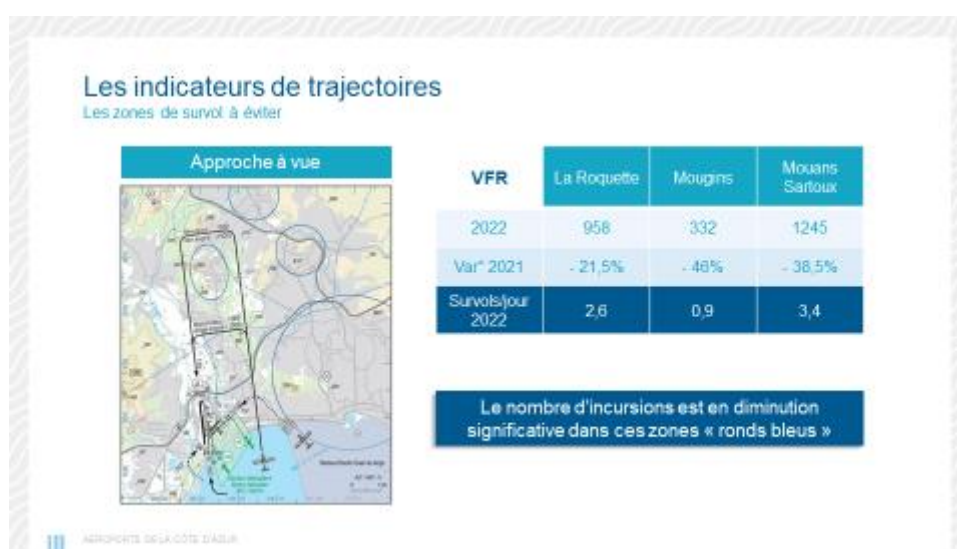 Les indicateurs de trajectoires
Les zones de survol à éviter
Approche à vue
VFR
La Roquette
Mougins
Mouans
Sartoux
2022
958
332
1245
Var° 2021
- 21,5%
- 46%
- 38,5%
Survols/jour
2022
2,6
0,9
3,4
Le nombre d'incursions est en diminution
significative dans ces zones « ronds bleus »
AÉROPORTS DE LA CÔTE D'AZUR